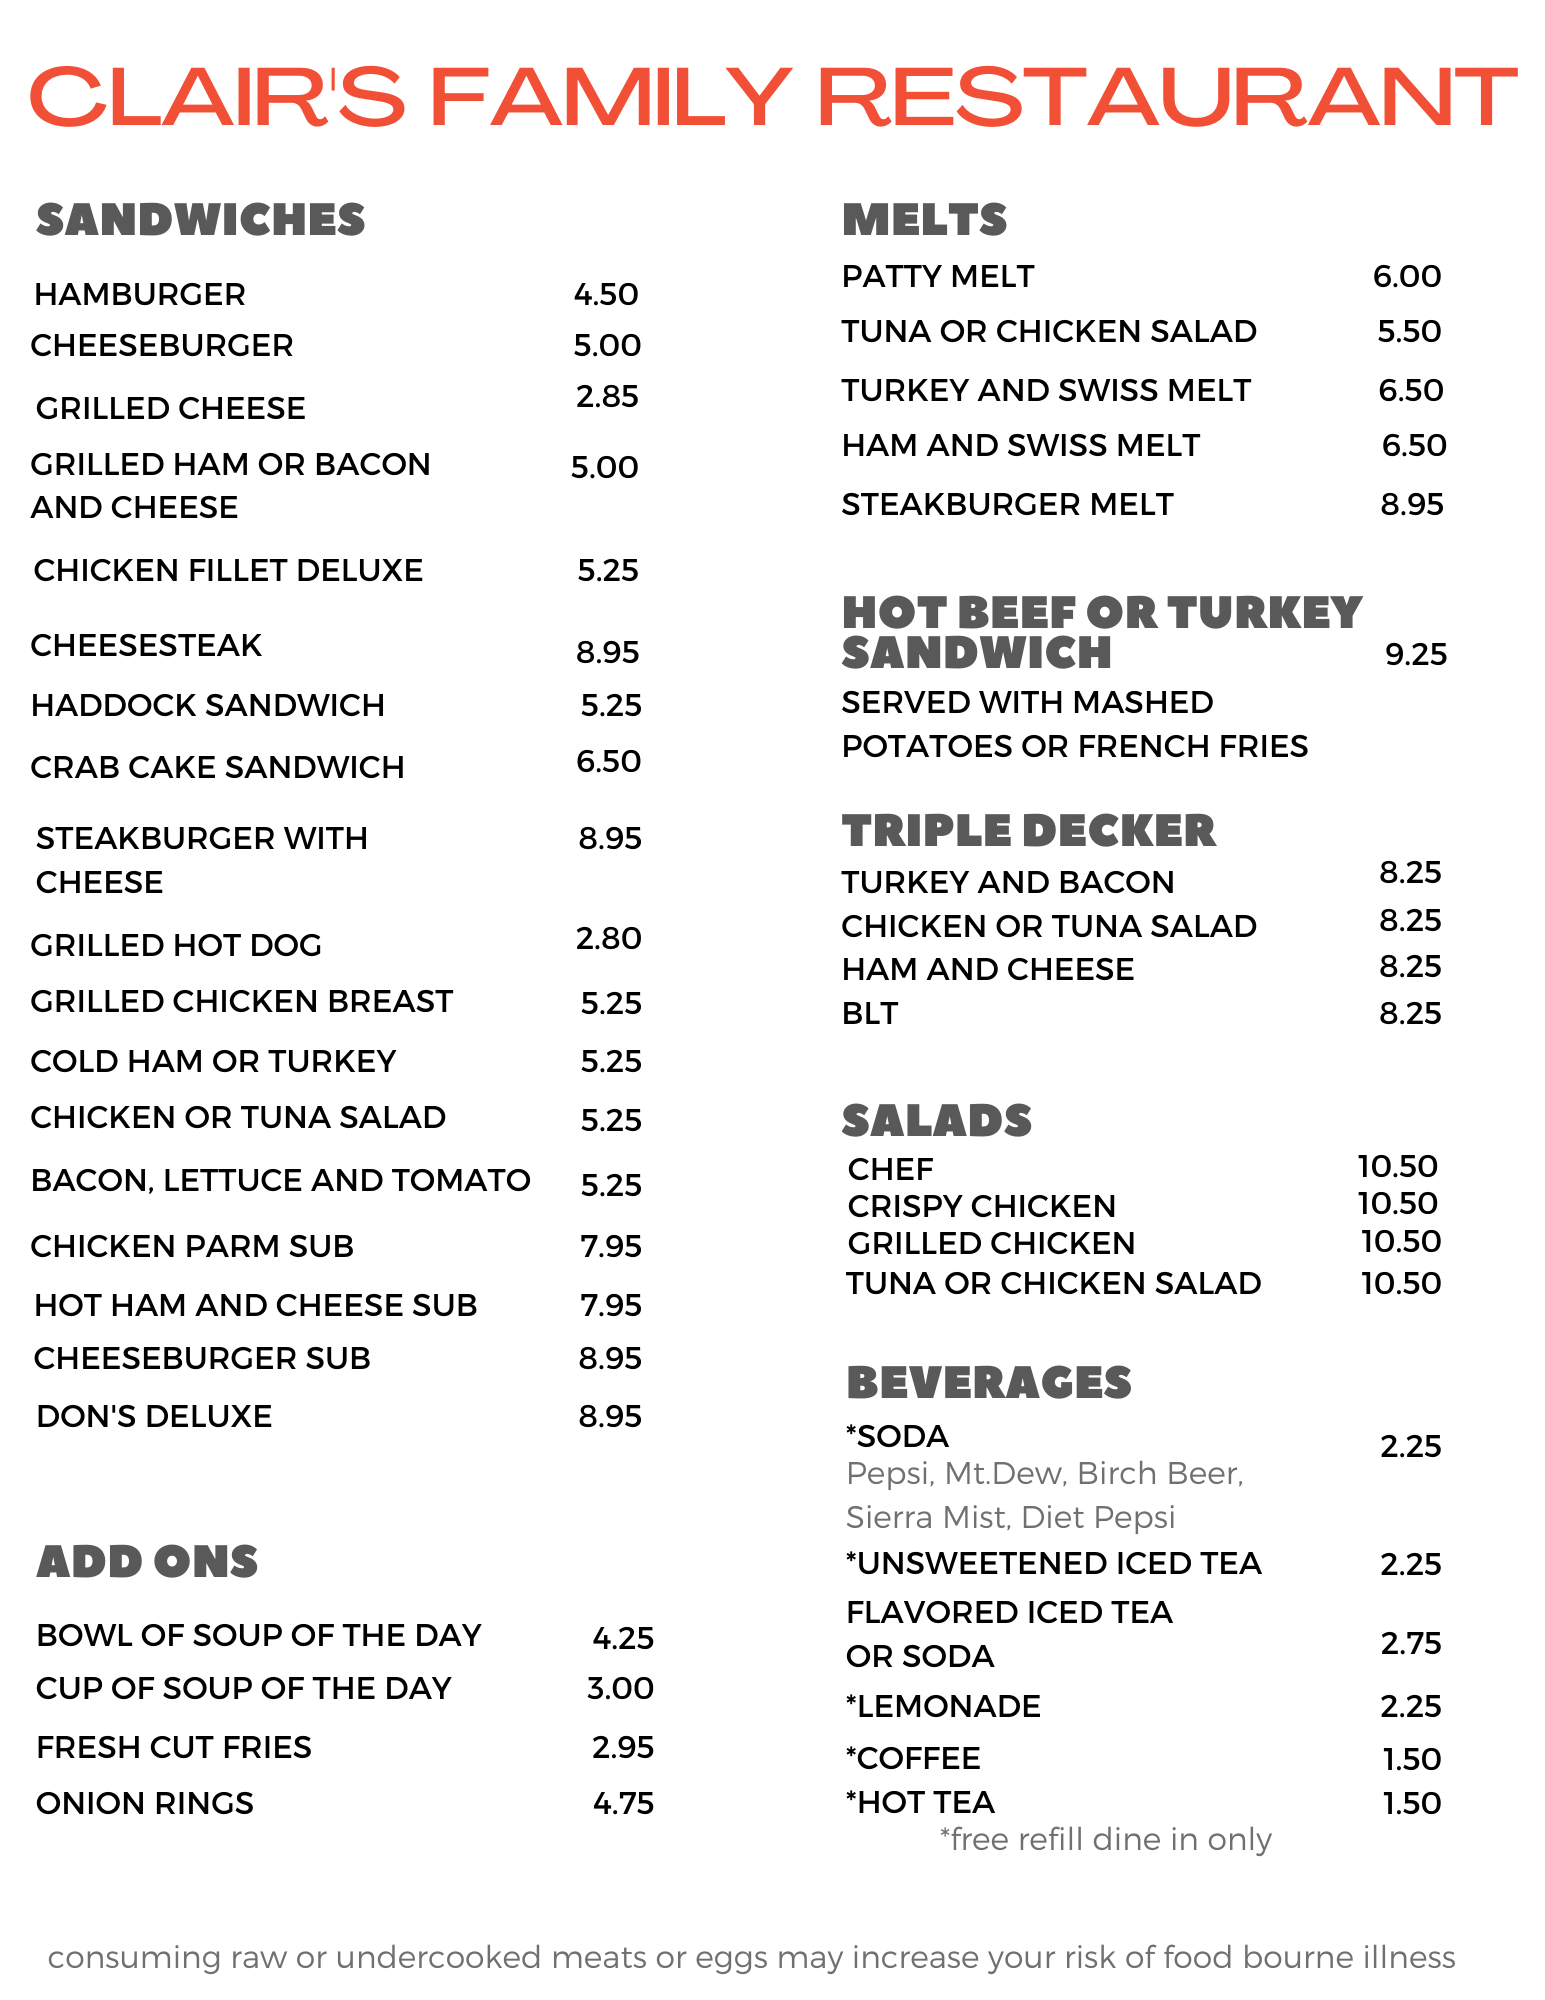 CLAIR'S FAMILY RESTAURANT
SANDWICHES
HAMBURGER 4.50
CHEESEBURGER 5.00
GRILLED CHEESE 2.85
GRILLED HAM OR BACON 5.00
AND CHEESE
CHICKEN FILLET DELUXE 5.25
CHEESESTEAK 8.95
HADDOCK SANDWICH 5.25
CRAB CAKE SANDWICH 6.50
STEAKBURGER WITH 8.95
CHEESE
GRILLED HOT DOG 2.80
GRILLED CHICKEN BREAST 5.25
COLD HAM OR TURKEY 5.25
CHICKEN OR TUNA SALAD 5.25
BACON, LETTUCE AND TOMATO 5.25
CHICKEN PARM SUB 7.95
HOT HAM AND CHEESE SUB 7.95
CHEESEBURGER SUB 8.95
DON'S DELUXE 8.95
ADD ONS
BOWL OF SOUP OF THE DAY 4.25
CUP OF SOUP OF THE DAY 3.00
FRESH CUT FRIES 2.95
ONION RINGS 4.75
MELTS
PATTY MELT 6.00
TUNA OR CHICKEN SALAD 5.50
TURKEY AND SWISS MELT 6.50
HAM AND SWISS MELT 6.50
STEAKBURGER MELT 8.95
HOT BEEF OR TURKEY
SANDWICH 9.25
SERVED WITH MASHED
POTATOES OR FRENCH FRIES
TRIPLE DECKER
TURKEY AND BACON 8.25
CHICKEN OR TUNA SALAD 8.25
HAM AND CHEESE 8.25
BLT 8.25
SALADS
CHEF 10.50
CRISPY CHICKEN 10.50
GRILLED CHICKEN 10.50
TUNA OR CHICKEN SALAD 10.50
BEVERAGES
*SODA 2.25
Pepsi, Mt.Dew, Birch Beer,
Sierra Mist, Diet Pepsi
*UNSWEETENED ICED TEA 2.25
FLAVORED ICED TEA
OR SODA 2.75
*LEMONADE 2.25
*COFFEE 1.50
*HOT TEA 1.50
*free refill dine in only
consuming raw or undercooked meats or eggs may increase your risk of food bourne illness